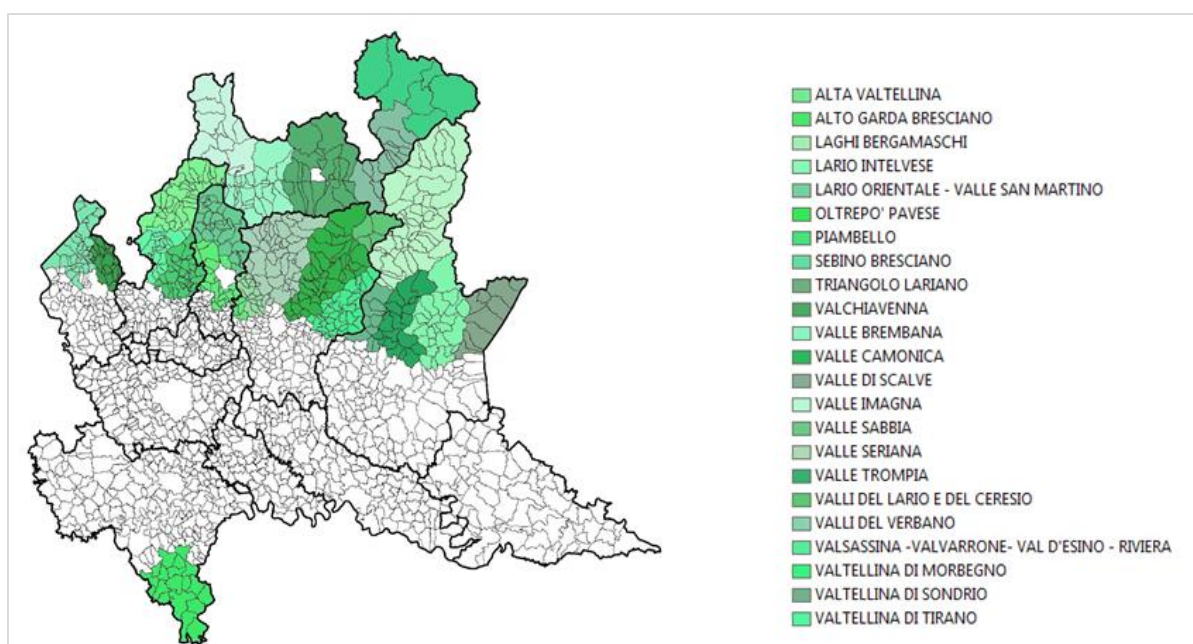 ALTA VALTELLINA
ALTO GARDA BRESCIANO
LAGHI BERGAMASCHI
LARIO INTELVESE
LARIO ORIENTALE - VALLE SAN MARTINO
OLTREPO' PAVESE
PIAMBELLO
SEBINO BRESCIANO
TRIANGOLO LARIANO
VALCHIAVENNA
VALLE BREMBANA
VALLE CAMONICA
VALLE DI SCALVE
VALLE IMAGNA
VALLE SABBIA
VALLE SERIANA
VALLE TROMPIA
VALLI DEL LARIO E DEL CERESIO
VALLI DEL VERBANO
VALSASSINA -VALVARRONE- VAL D'ESINO - RIVIERA
VALTELLINA DI MORBEGNO
VALTELLINA DI SONDRIO
VALTELLINA DI TIRANO